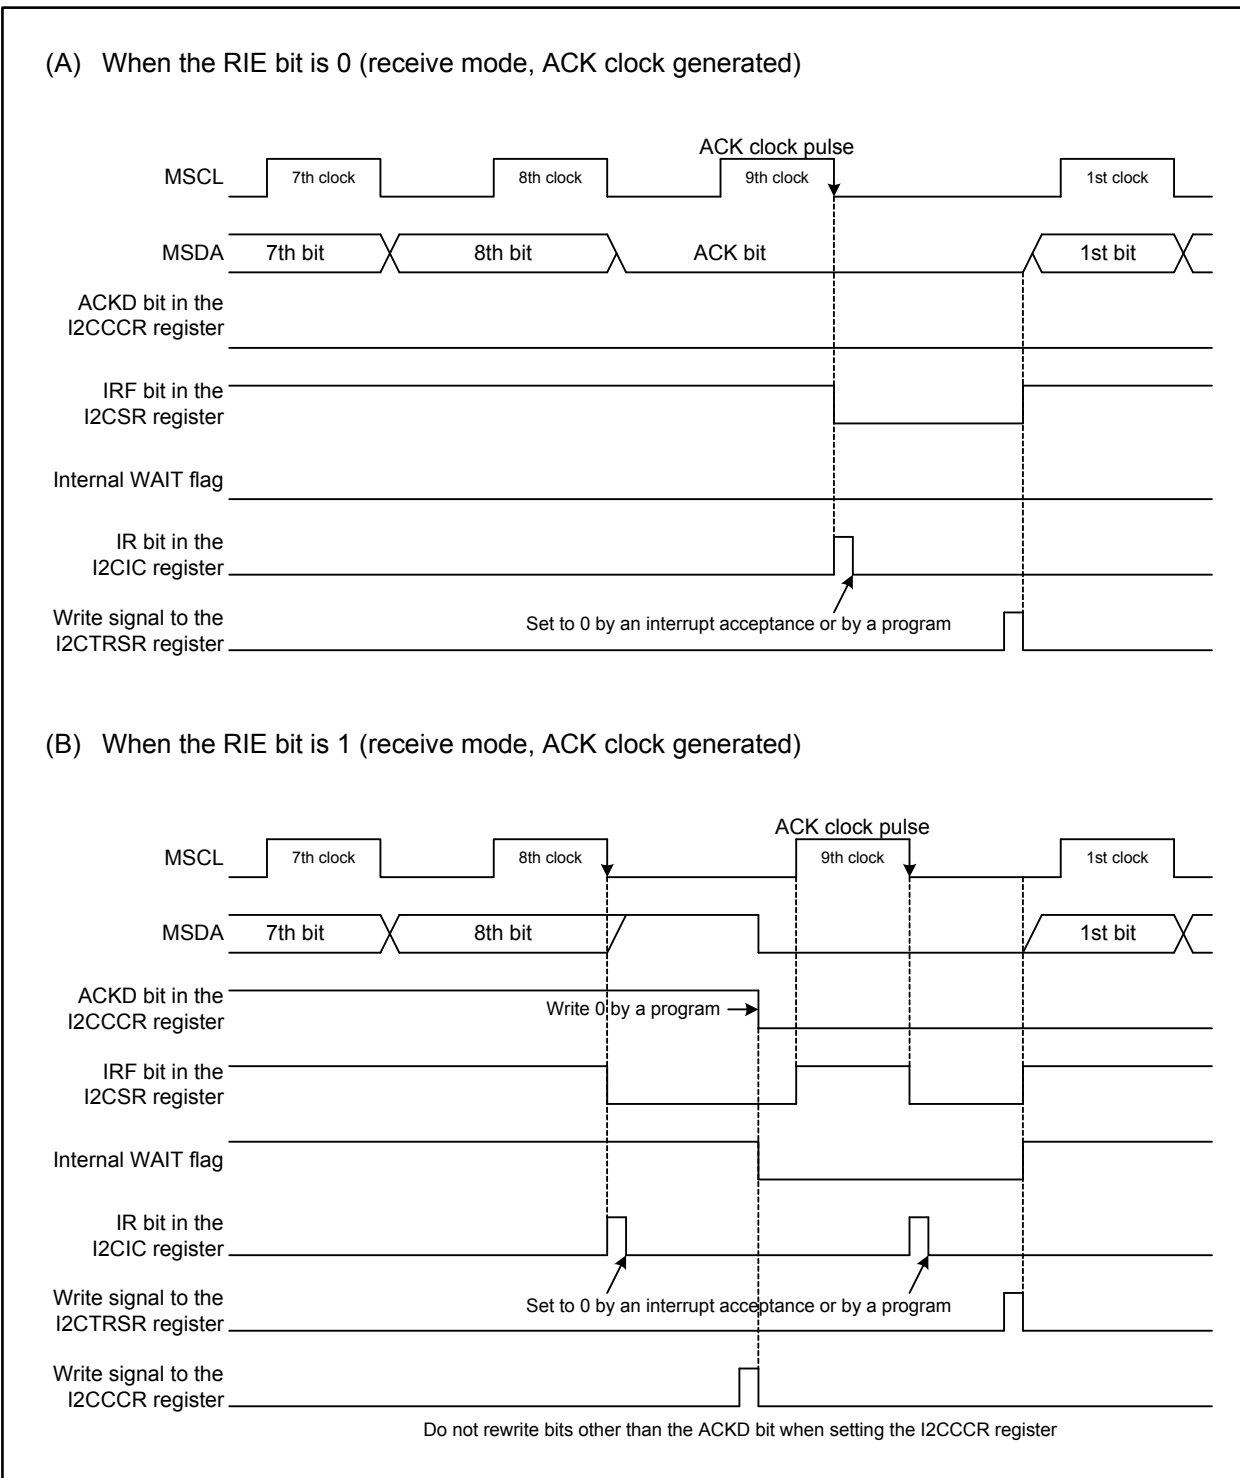 (A) When the RIE bit is 0 (receive mode, ACK clock generated)
ACK clock pulse
MSCL
7th clock
8th clock
9th clock
1st clock
MSDA
7th bit
8th bit
ACK bit
1st bit
ACKD bit in the
I2CCCR register
IRF bit in the
I2CSR register
Internal WAIT flag
IR bit in the
I2CIC register
Set to 0 by an interrupt acceptance or by a program
Write signal to the
I2CTRSR register
(B) When the RIE bit is 1 (receive mode, ACK clock generated)
ACK clock pulse
MSCL
7th clock
8th clock
9th clock
1st clock
MSDA
7th bit
8th bit
1st bit
ACKD bit in the
I2CCCR register
Write 0 by a program
IRF bit in the
I2CSR register
Internal WAIT flag
IR bit in the
I2CIC register
Set to 0 by an interrupt acceptance or by a program
Write signal to the
I2CTRSR register
Write signal to the
I2CCCR register
Do not rewrite bits other than the ACKD bit when setting the I2CCCR register